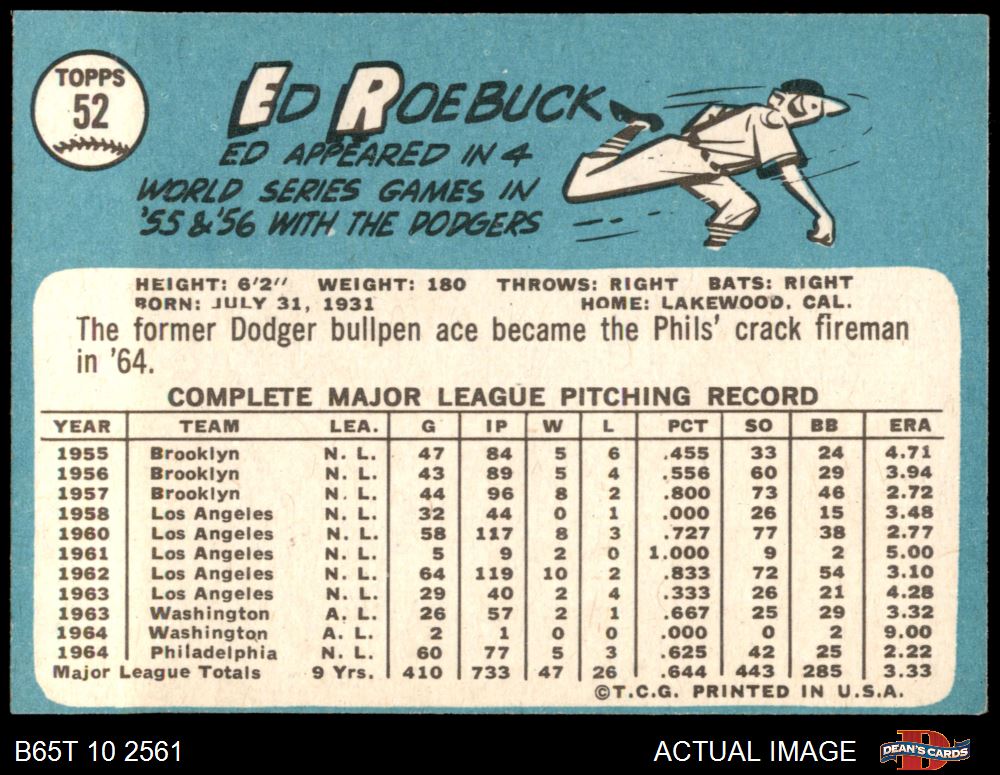 TOPPS
52
ED ROEBUCK
ED APPEARED IN 4
WORLD SERIES GAMES IN
'55 & '56 WITH THE DODGERS
HEIGHT: 6'2" WEIGHT: 180 THROWS: RIGHT BATS: RIGHT
BORN: JULY 31, 1931 HOME: LAKEWOOD, CAL.
The former Dodger bullpen ace became the Phils' crack fireman
in '64.
COMPLETE MAJOR LEAGUE PITCHING RECORD
YEAR TEAM LEA. G IP W L PCT SO BB ERA
1955 Brooklyn N. L. 47 84 5 6 .455 33 24 4.71
1956 Brooklyn N. L. 43 89 5 4 .556 60 29 3.94
1957 Brooklyn N. L. 44 96 8 2 .800 73 46 2.72
1958 Los Angeles N. L. 32 44 0 1 .000 26 15 3.48
1960 Los Angeles N. L. 58 117 8 3 .727 77 38 2.77
1961 Los Angeles N. L. 5 9 2 0 1.000 9 2 5.00
1962 Los Angeles N. L. 64 119 10 2 .833 72 54 3.10
1963 Los Angeles N. L. 29 40 2 4 .333 26 21 4.28
1963 Washington A. L. 26 57 2 1 .667 25 29 3.32
1964 Washington A. L. 2 1 0 0 .000 0 2 9.00
1964 Philadelphia N. L. 60 77 5 3 .625 42 25 2.22
Major League Totals 9 Yrs. 410 733 47 26 .644 443 285 3.33
©T.C.G. PRINTED IN U.S.A.
B65T 10 2561 ACTUAL IMAGE DEAN'S CARDS